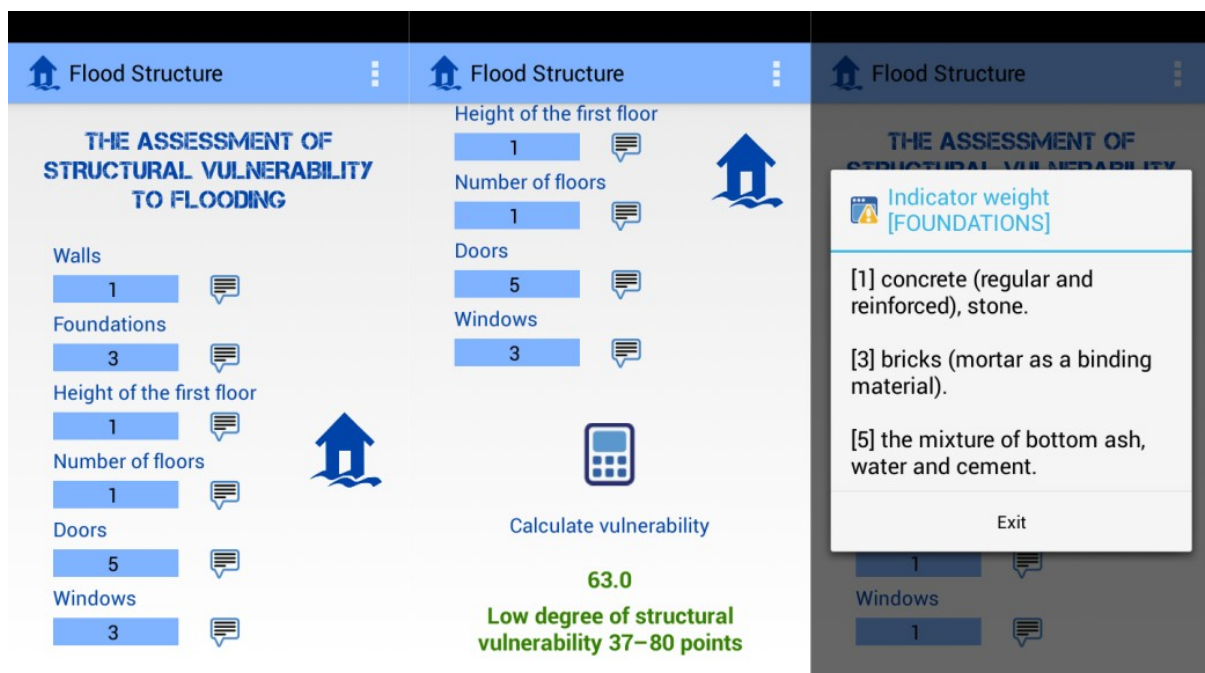 Flood Structure
THE ASSESSMENT OF
STRUCTURAL VULNERABILITY
TO FLOODING
Walls
1
Foundations
3
Height of the first floor
1
Number of floors
1
Doors
5
Windows
3
Flood Structure
Height of the first floor
1
Number of floors
1
Doors
5
Windows
3
Calculate vulnerability
63.0
Low degree of structural
vulnerability 37–80 points
Flood Structure
THE ASSESSMENT OF
STRUCTURAL VULNERABILITY
Indicator weight
[FOUNDATIONS]
[1] concrete (regular and
reinforced), stone.
[3] bricks (mortar as a binding
material).
[5] the mixture of bottom ash,
water and cement.
Exit
1
Windows
1